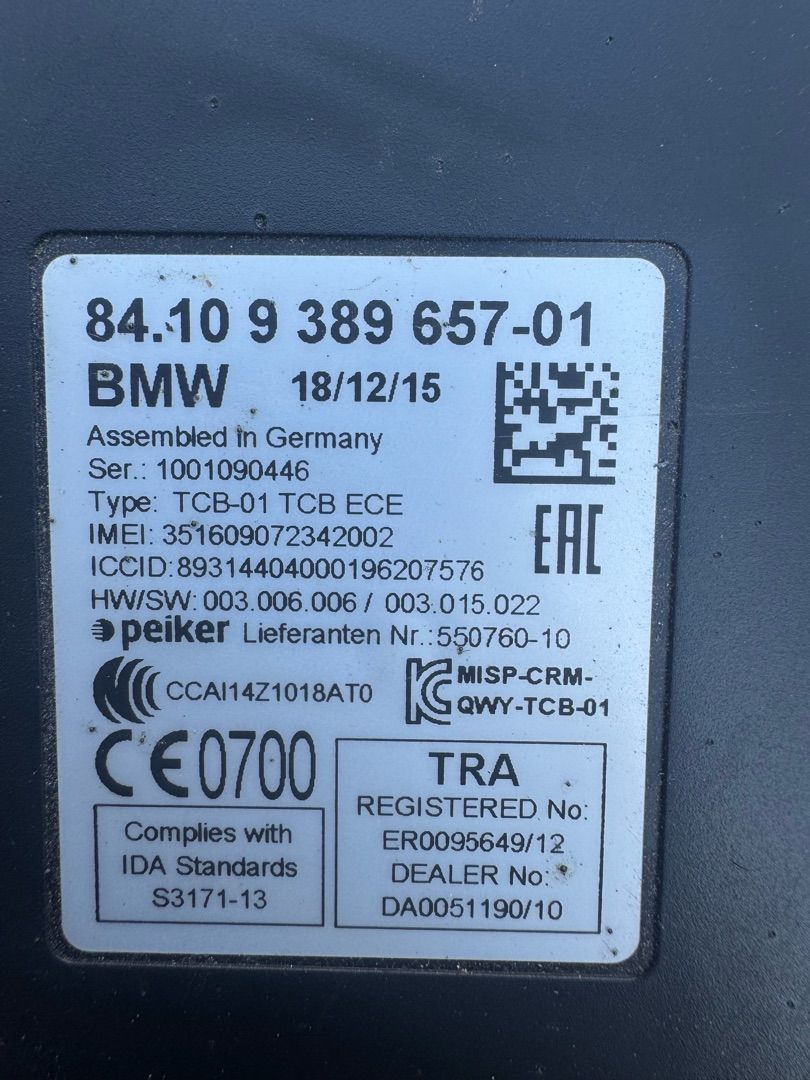 84.10 9 389 657-01
BMW 18/12/15
Assembled in Germany
Ser.: 1001090446
Type: TCB-01 TCB ECE
IMEI: 351609072342002
ICCID:89314404000196207576
HW/SW: 003.006.006 / 003.015.022
peiker Lieferanten Nr.:550760-10
EAC
CCAI14Z1018AT0
MISP-CRM-
QWY-TCB-01
CE0700
Complies with
IDA Standards
S3171-13
TRA
REGISTERED No:
ER0095649/12
DEALER No:
DA0051190/10